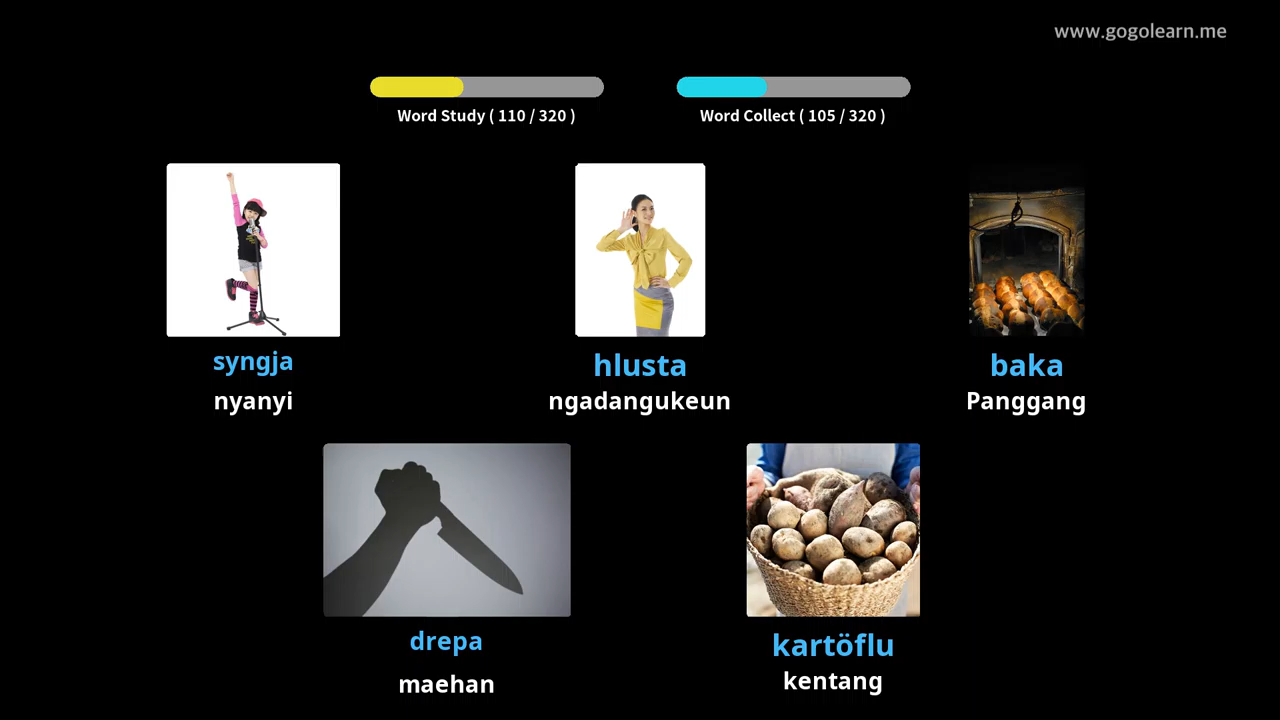 www.gogolearn.me
Word Study ( 110 / 320 )
Word Collect ( 105 / 320 )
syngja
nyanyi
hlusta
ngadangukeun
baka
Panggang
drepa
maehan
kartöflu
kentang